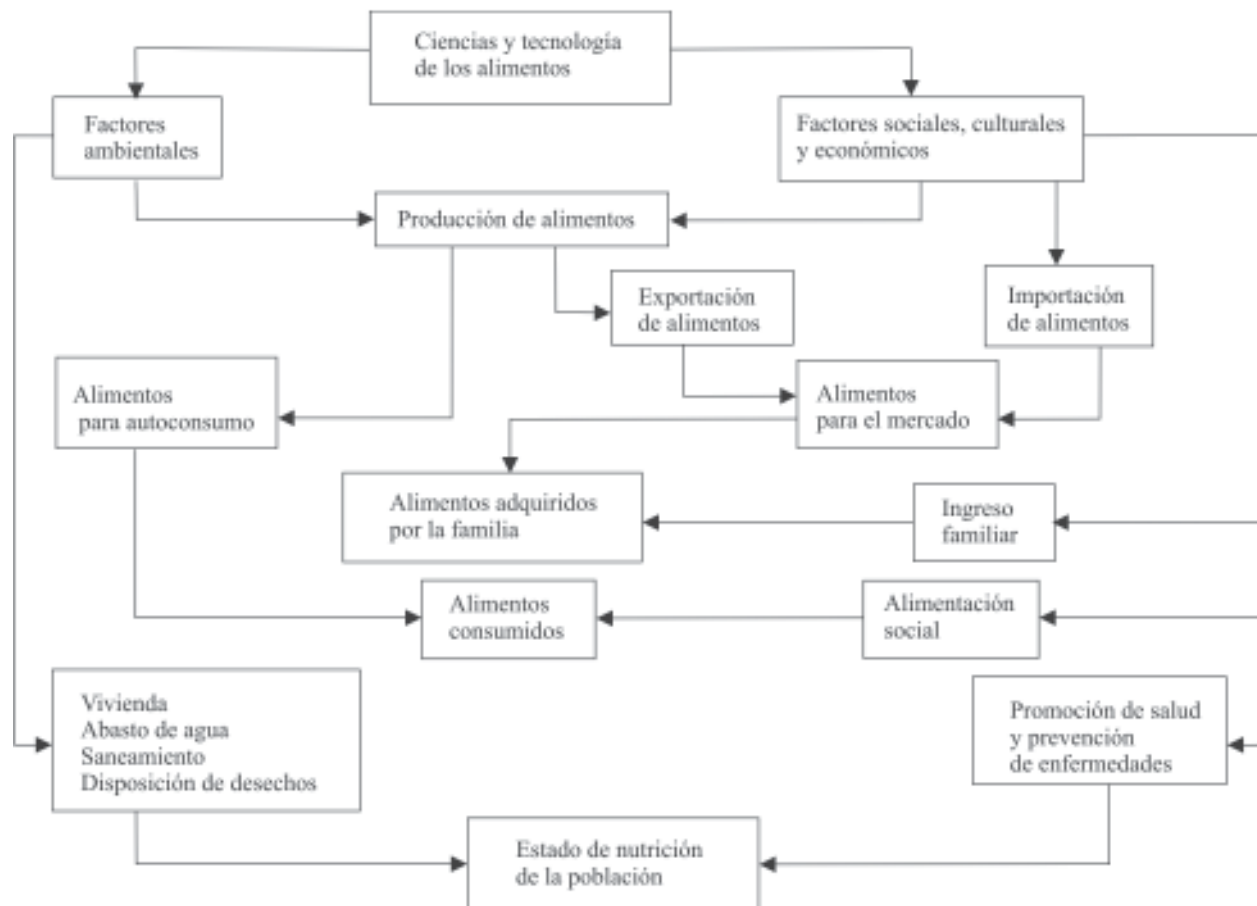 Ciencias y tecnología
de los alimentos
Factores
ambientales
Factores sociales, culturales
y económicos
Producción de alimentos
Exportación
de alimentos
Importación
de alimentos
Alimentos
para autoconsumo
Alimentos
para el mercado
Alimentos adquiridos
por la familia
Ingreso
familiar
Alimentos
consumidos
Alimentación
social
Vivienda
Abasto de agua
Saneamiento
Disposición de desechos
Promoción de salud
y prevención
de enfermedades
Estado de nutrición
de la población